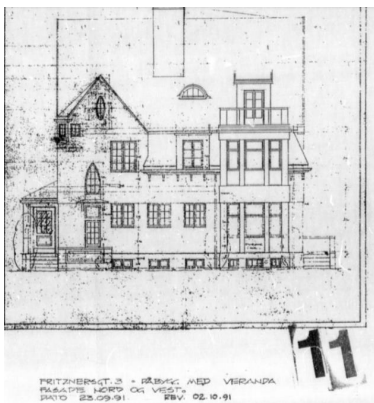 11
FRITZNERSGT. 3 - PÅBYGG MED VERANDA
FASADE NORD OG VEST.
DATO 23.09.91 REV. 02.10.91